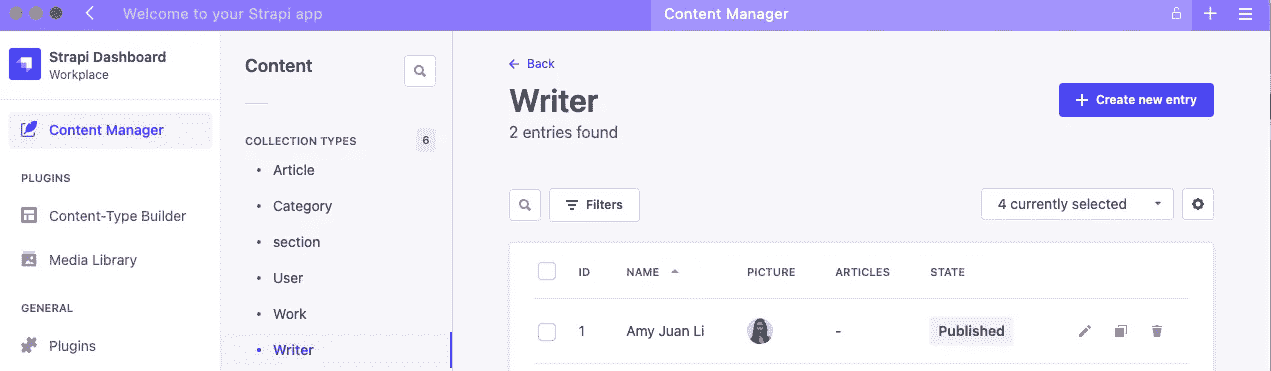 Welcome to your Strapi app
Content Manager
Strapi Dashboard
Workplace
Content Manager
PLUGINS
Content-Type Builder
Media Library
GENERAL
Plugins
Content
COLLECTION TYPES 6
Article
Category
section
User
Work
Writer
Back
Writer
2 entries found
Create new entry
Filters
4 currently selected
ID NAME PICTURE ARTICLES STATE
1 Amy Juan Li - Published